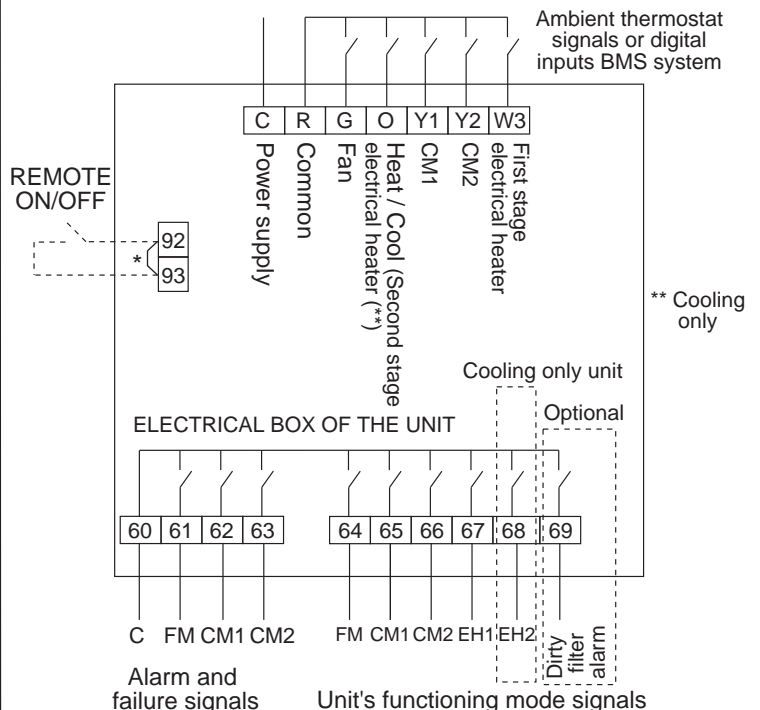 Ambient thermostat
signals or digital
inputs BMS system
C R G O Y1 Y2 W3
Power supply
Common
Fan
Heat / Cool (Second stage
electrical heater (**)
CM1
CM2
First stage
electrical heater
REMOTE
ON/OFF
92
*
93
** Cooling
only
Cooling only unit
Optional
ELECTRICAL BOX OF THE UNIT
60 61 62 63 64 65 66 67 68 69
C FM CM1 CM2 FM CM1 CM2 EH1 EH2
Dirty
filter
alarm
Alarm and
failure signals
Unit's functioning mode signals